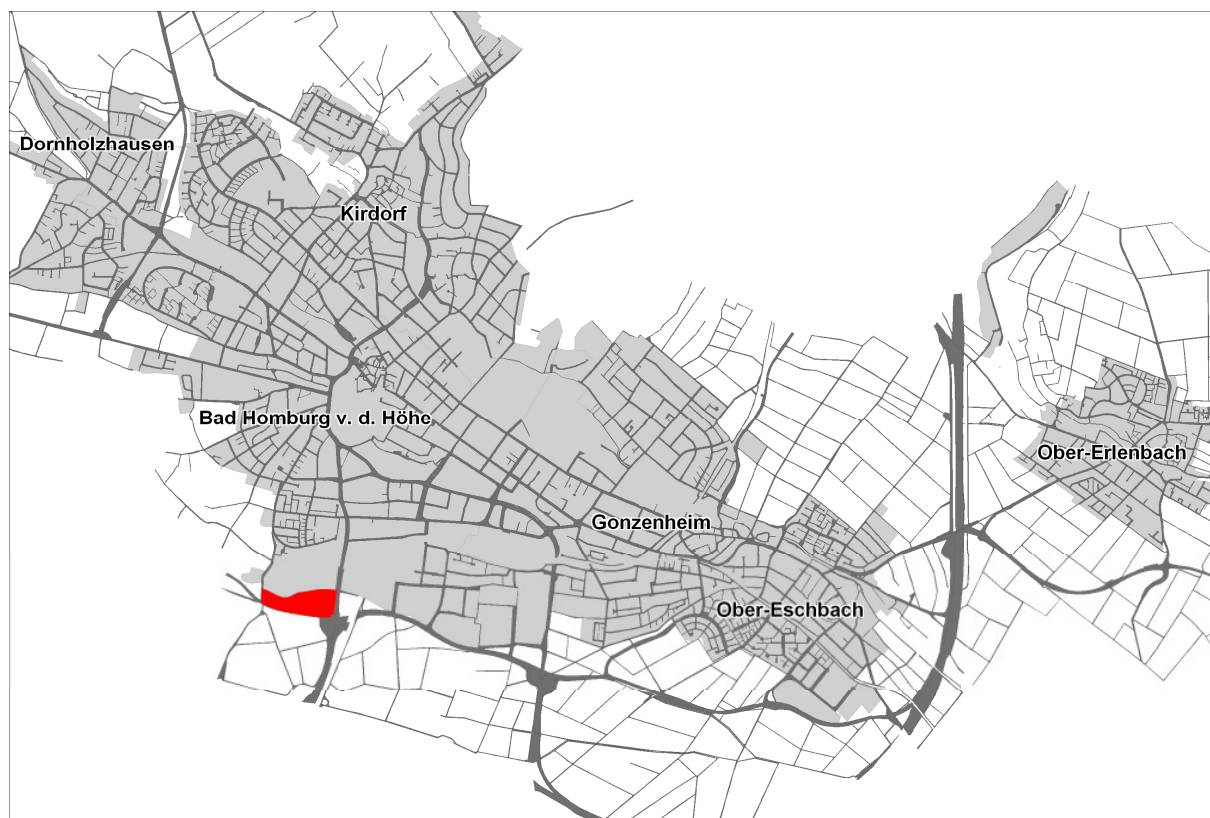 Dornholzhausen
Kirdorf
Bad Homburg v. d. Höhe
Ober-Erlenbach
Gonzenheim
Ober-Eschbach